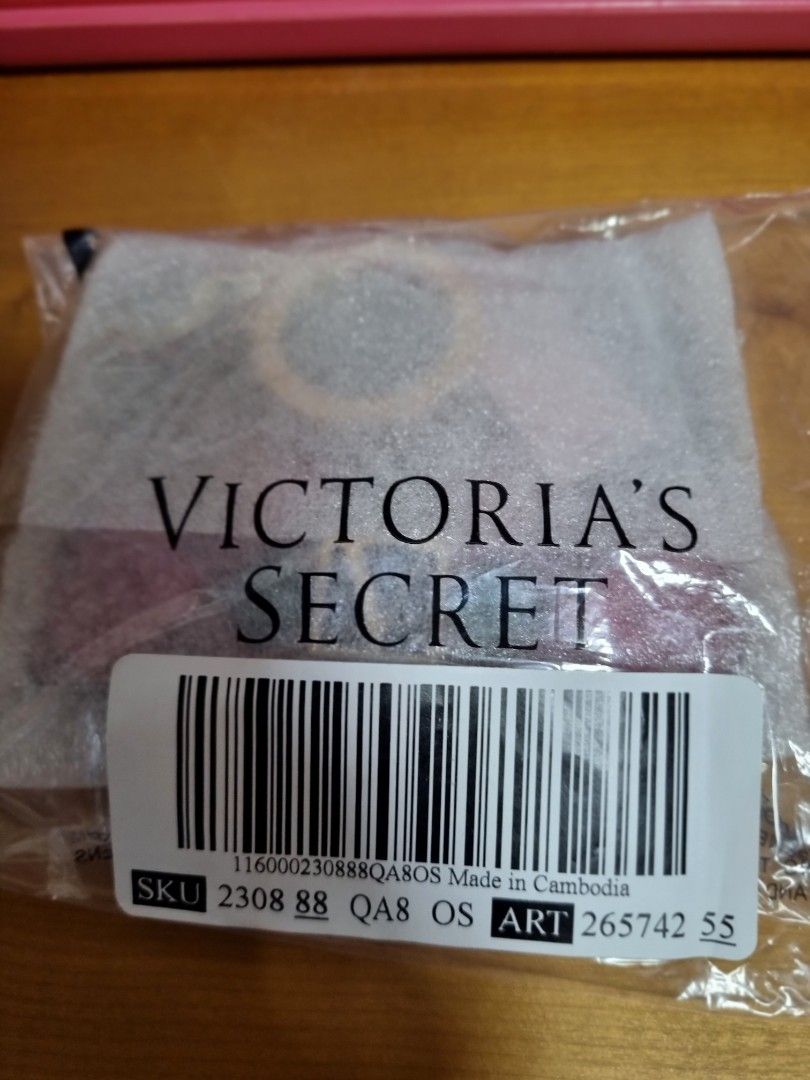 VICTORIA'S
SECRET
116000230888QA8OS Made in Cambodia
SKU 2308 88 QA8 OS ART 265742 55